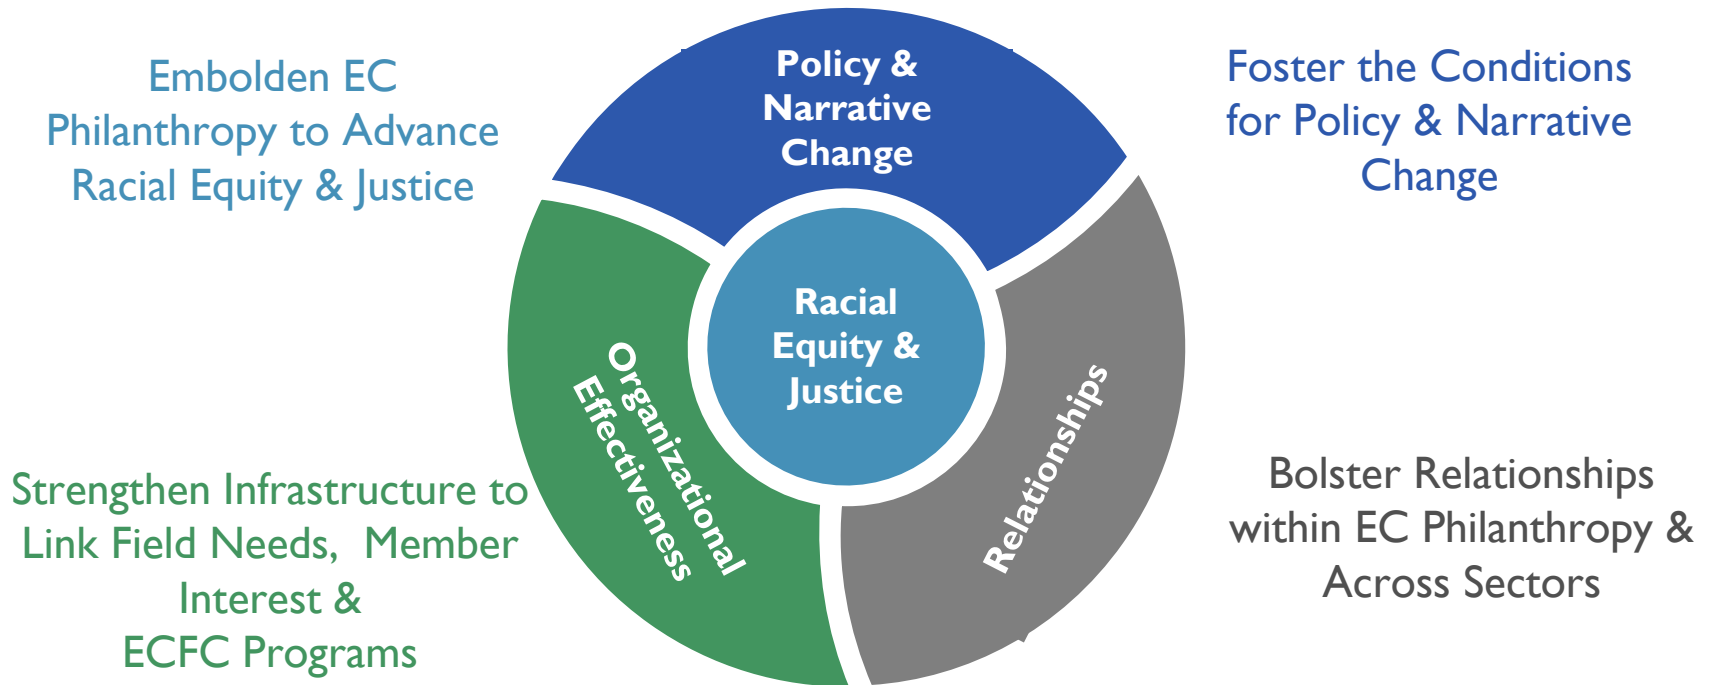 Embolden EC
Philanthropy to Advance
Racial Equity & Justice
Policy &
Narrative
Change
Foster the Conditions
for Policy & Narrative
Change
Racial
Equity &
Justice
Organizational
Effectiveness
Relationships
Strengthen Infrastructure to
Link Field Needs,  Member
Interest &
ECFC Programs
Bolster Relationships
within EC Philanthropy &
Across Sectors